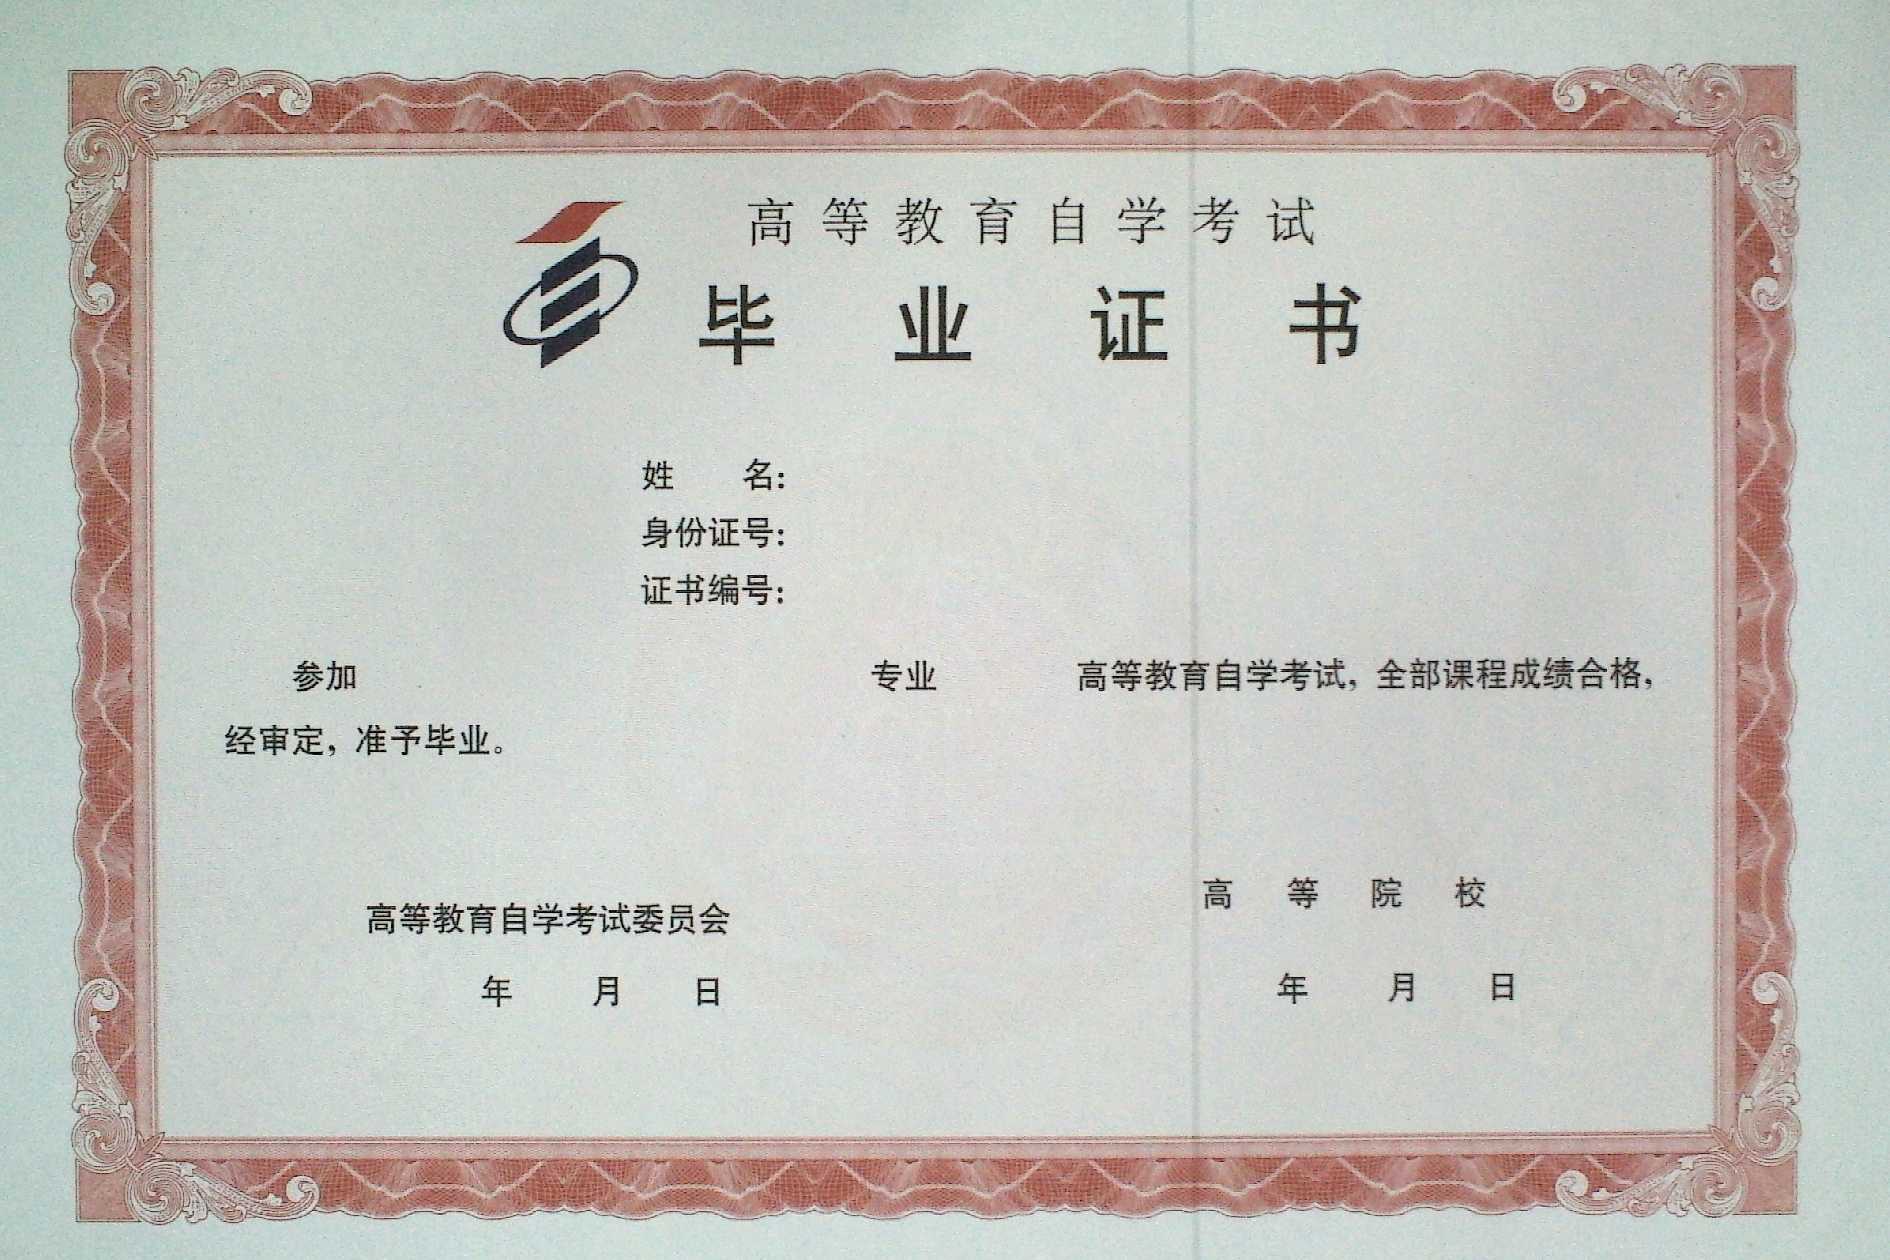 高等教育自学考试
毕业证书
姓 名:
身份证号:
证书编号:
参加 专业 高等教育自学考试，全部课程成绩合格，
经审定，准予毕业。
高等教育自学考试委员会
年 月 日
高等院校
年 月 日